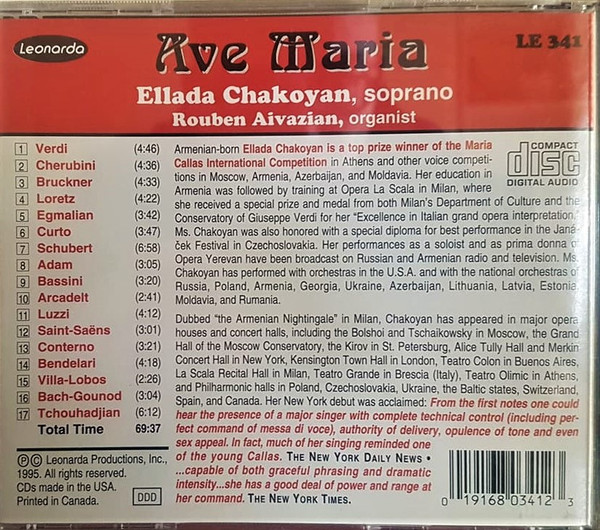 Leonarda
Ave Maria
LE 341
Ellada Chakoyan, soprano
Rouben Aivazian, organist
1 Verdi (4:46)
2 Cherubini (4:36)
3 Bruckner (4:33)
4 Loretz (4:22)
5 Egmalian (3:42)
6 Curto (3:47)
7 Schubert (6:58)
8 Adam (3:05)
9 Bassini (3:20)
10 Arcadelt (2:41)
11 Luzzi (4:12)
12 Saint-Saëns (3:01)
13 Conterno (3:21)
14 Bendelari (4:18)
15 Villa-Lobos (2:26)
16 Bach-Gounod (3:04)
17 Tchouhadjian (6:12)
Total Time 69:37
Armenian-born Ellada Chakoyan is a top prize winner of the Maria
Callas International Competition in Athens and other voice competi-
tions in Moscow, Armenia, Azerbaijan, and Moldavia. Her education in
Armenia was followed by training at Opera La Scala in Milan, where
she received a special prize and medal from both Milan's Department of Culture and the
Conservatory of Giuseppe Verdi for her "Excellence in Italian grand opera interpretation."
Ms. Chakoyan was also honored with a special diploma for best performance in the Janá-
ček Festival in Czechoslovakia. Her performances as a soloist and as prima donna of
Opera Yerevan have been broadcast on Russian and Armenian radio and television. Ms.
Chakoyan has performed with orchestras in the U.S.A. and with the national orchestras of
Russia, Poland, Armenia, Georgia, Ukraine, Azerbaijan, Lithuania, Latvia, Estonia,
Moldavia, and Rumania.
COMPACT
disc
DIGITAL AUDIO
Dubbed "the Armenian Nightingale" in Milan, Chakoyan has appeared in major opera
houses and concert halls, including the Bolshoi and Tschaikowsky in Moscow, the Grand
Hall of the Moscow Conservatory, the Kirov in St. Petersburg, Alice Tully Hall and Merkin
Concert Hall in New York, Kensington Town Hall in London, Teatro Colon in Buenos Aires,
La Scala Recital Hall in Milan, Teatro Grande in Brescia (Italy), Teatro Olimic in Athens,
and Philharmonic halls in Poland, Czechoslovakia, Ukraine, the Baltic states, Switzerland,
Spain, and Canada. Her New York debut was acclaimed: From the first notes one could
hear the presence of a major singer with complete technical control (including per-
fect command of messa di voce), authority of delivery, opulence of tone and even
sex appeal. In fact, much of her singing reminded one
of the young Callas. THE NEW YORK DAILY NEWS •
...capable of both graceful phrasing and dramatic
intensity...she has a good deal of power and range at
her command. THE NEW YORK TIMES.
℗© Leonarda Productions, Inc.,
1995. All rights reserved.
CDs made in the USA.
Printed in Canada.
DDD
0 19168 03412 3